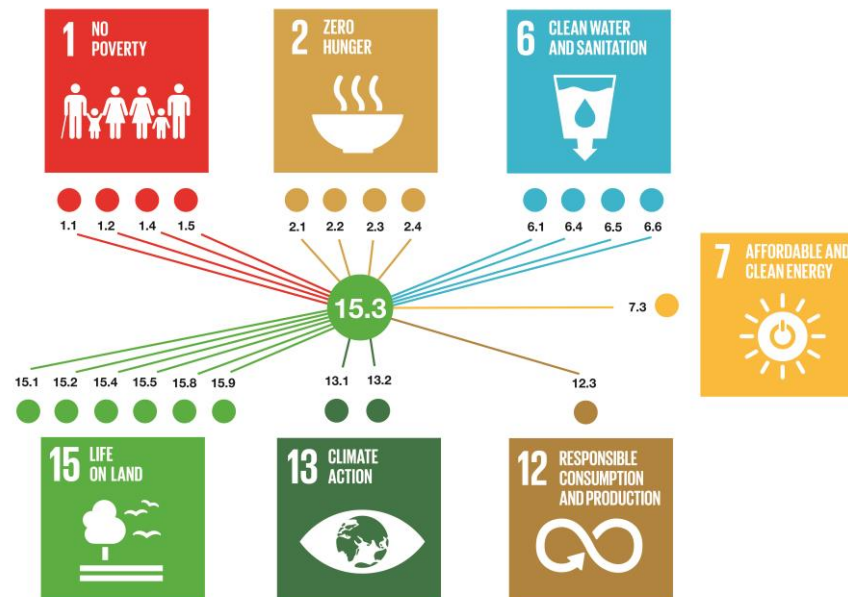 1 NO
POVERTY
2 ZERO
HUNGER
6 CLEAN WATER
AND SANITATION
1.1 1.2 1.4 1.5
2.1 2.2 2.3 2.4
6.1 6.4 6.5 6.6
7 AFFORDABLE AND
CLEAN ENERGY
15.3
7.3
15.1 15.2 15.4 15.5 15.8 15.9
13.1 13.2
12.3
15 LIFE
ON LAND
13 CLIMATE
ACTION
12 RESPONSIBLE
CONSUMPTION
AND PRODUCTION